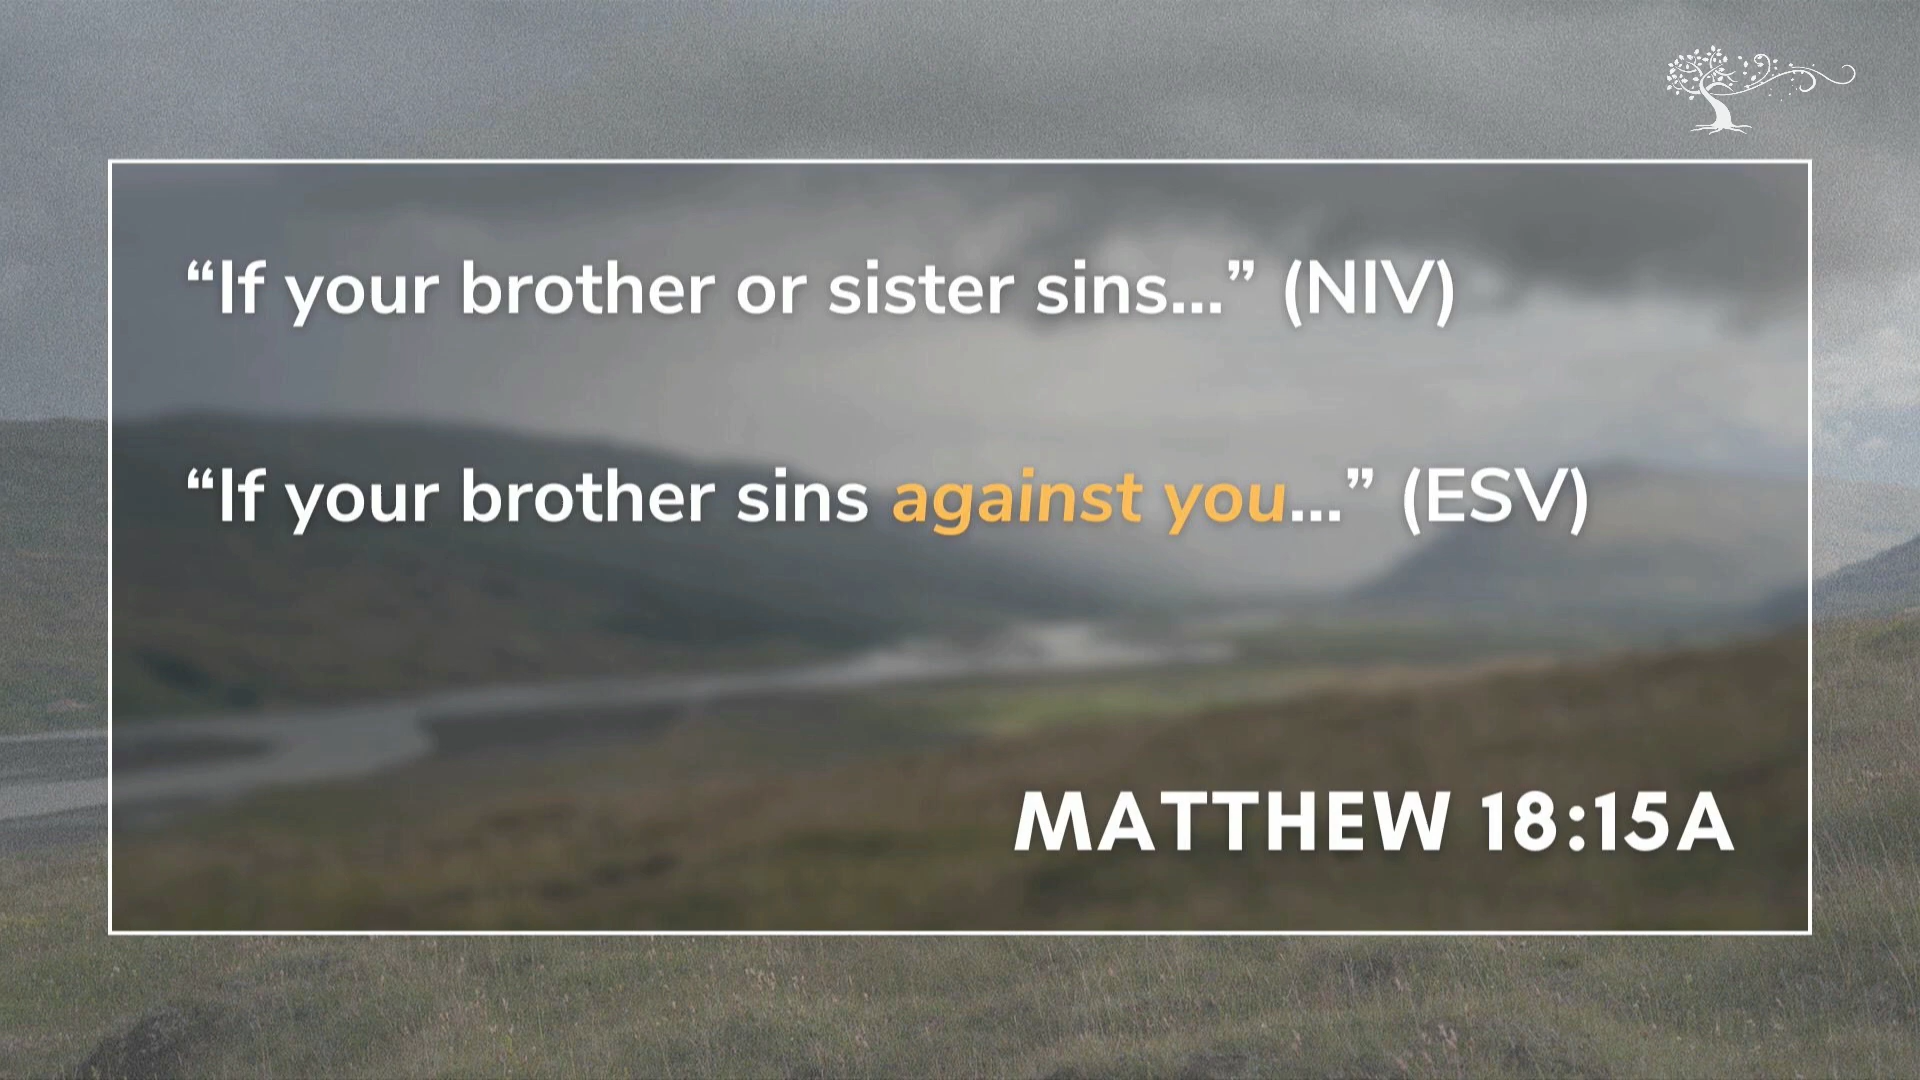 “If your brother or sister sins...” (NIV)
“If your brother sins against you...” (ESV)
MATTHEW 18:15A